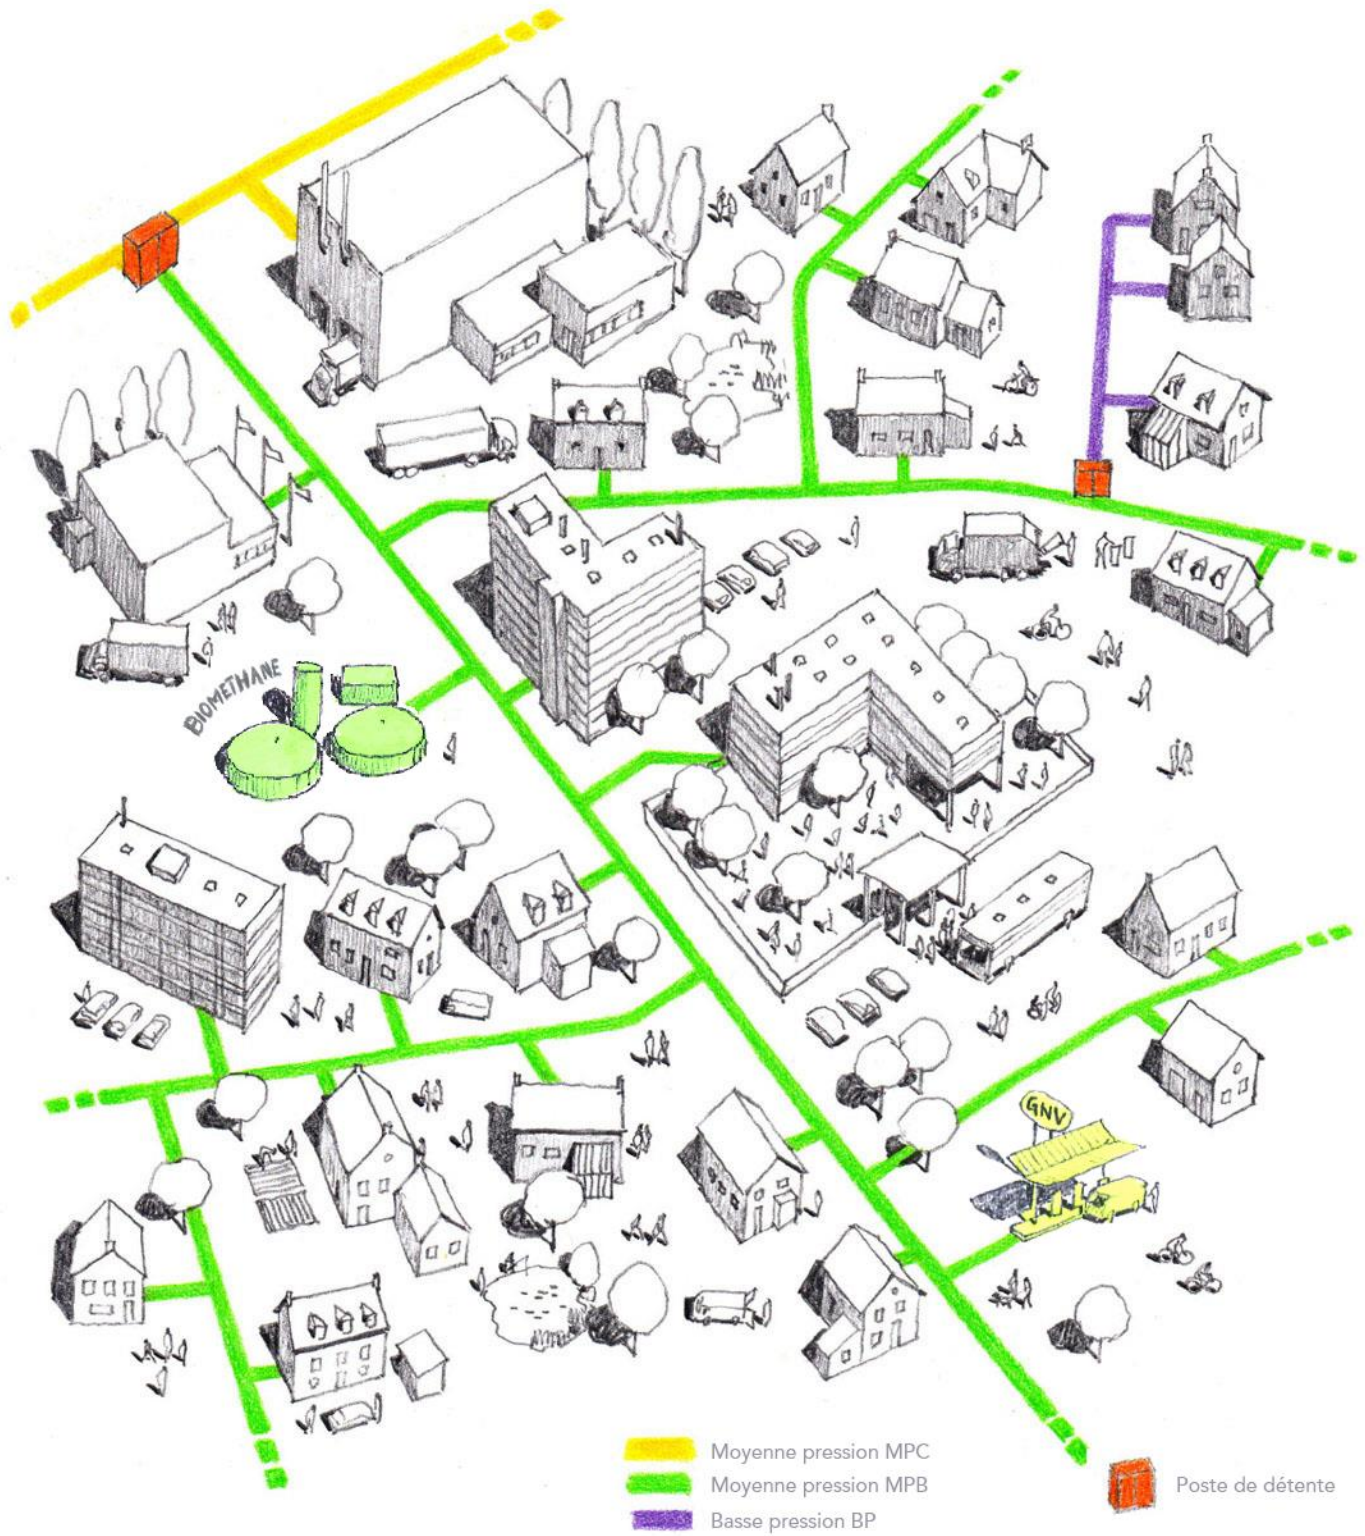 BIOMETHANE
GNV
Moyenne pression MPC
Moyenne pression MPB
Basse pression BP
Poste de détente